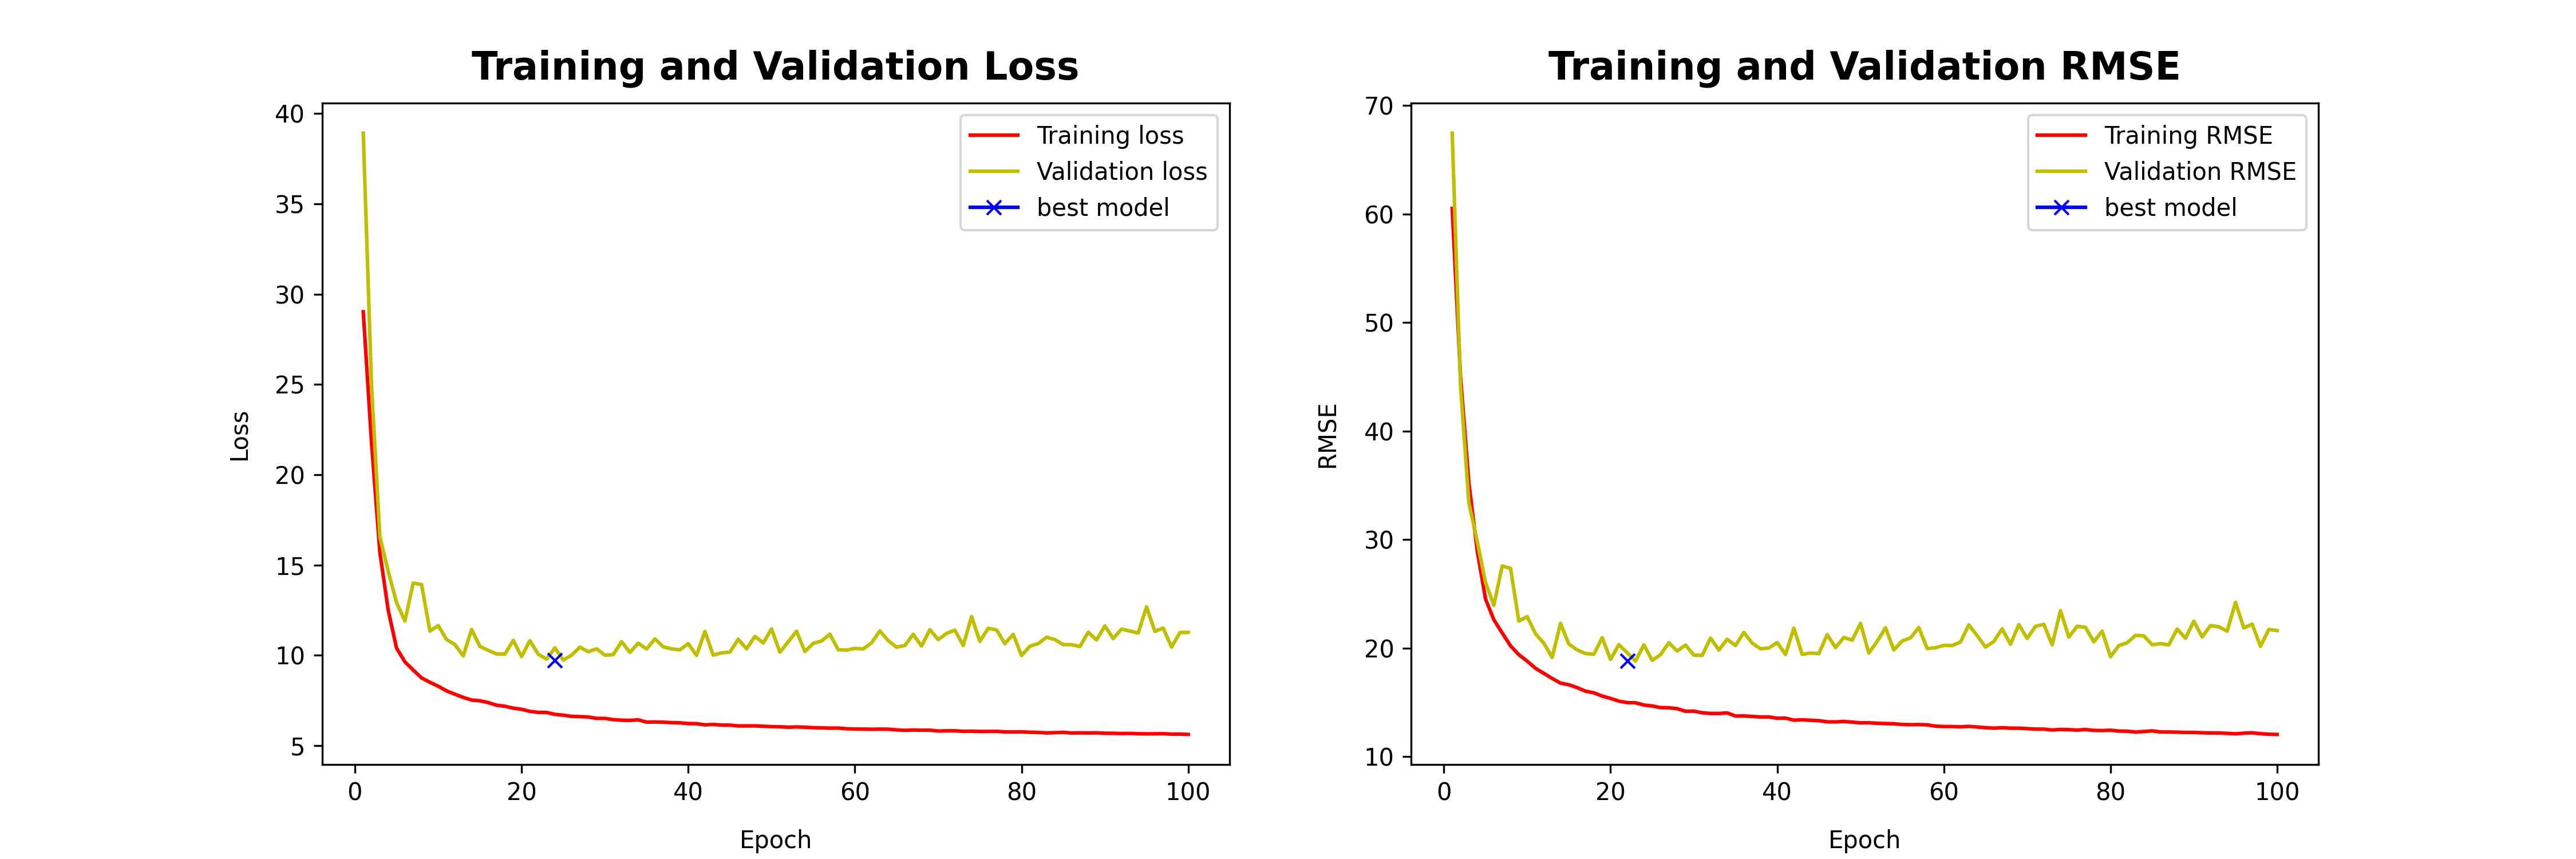 Training and Validation Loss
40
35
30
25
20
15
10
5
Loss
0 20 40 60 80 100
Epoch
Training loss
Validation loss
best model
Training and Validation RMSE
70
60
50
40
30
20
10
RMSE
0 20 40 60 80 100
Epoch
Training RMSE
Validation RMSE
best model